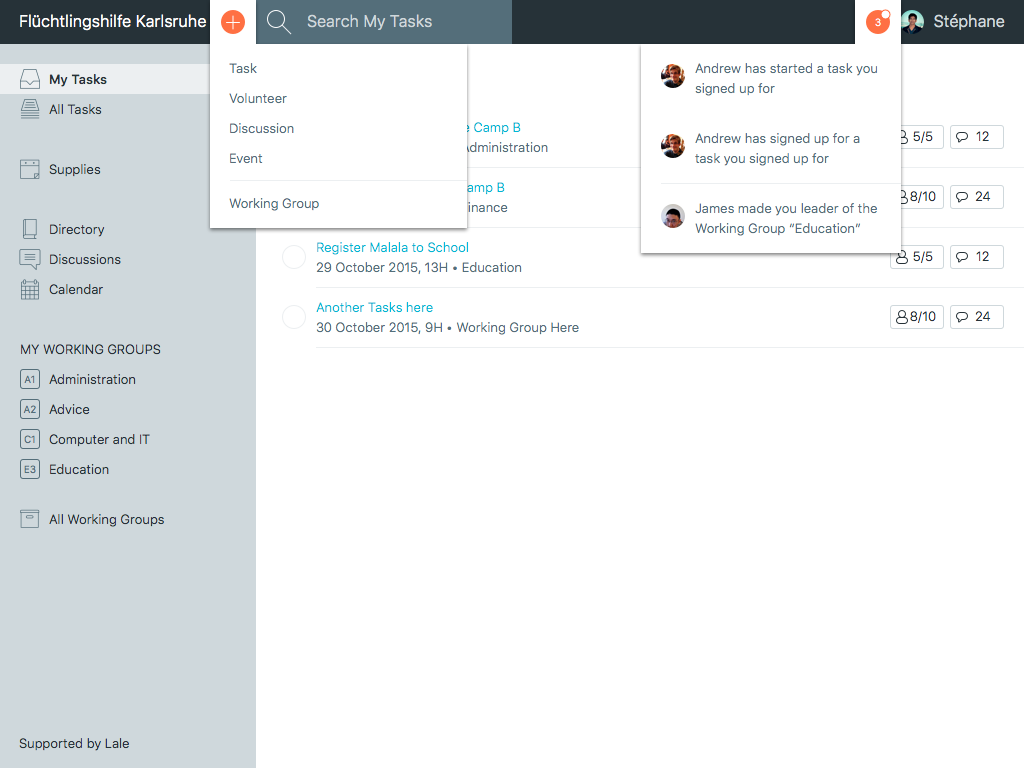 Flüchtlingshilfe Karlsruhe
Search My Tasks
3
Stéphane
My Tasks
All Tasks
Supplies
Directory
Discussions
Calendar
MY WORKING GROUPS
A1 Administration
A2 Advice
C1 Computer and IT
E3 Education
All Working Groups
Supported by Lale
Task
Volunteer
Discussion
Event
Working Group
Andrew has started a task you
signed up for
Andrew has signed up for a
task you signed up for
James made you leader of the
Working Group “Education”
Camp B
Administration
5/5 12
Camp B
Finance
8/10 24
Register Malala to School
29 October 2015, 13H • Education
5/5 12
Another Tasks here
30 October 2015, 9H • Working Group Here
8/10 24